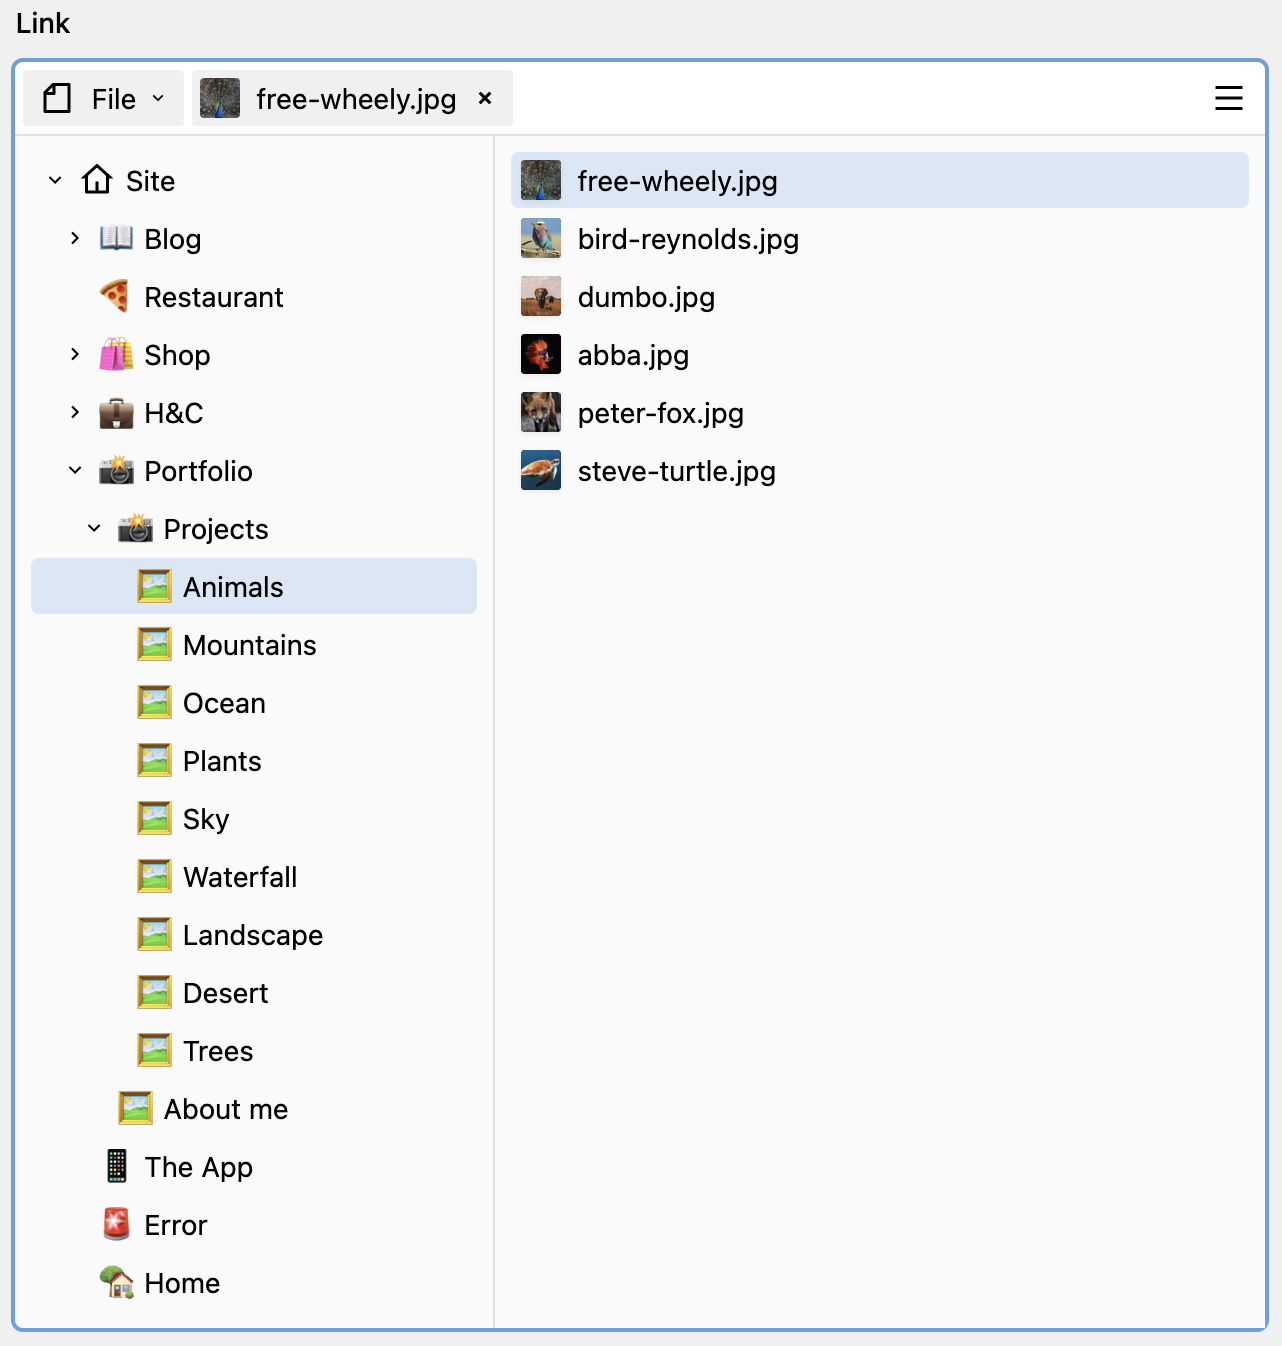 Link
File
free-wheely.jpg
Site
Blog
Restaurant
Shop
H&C
Portfolio
Projects
Animals
Mountains
Ocean
Plants
Sky
Waterfall
Landscape
Desert
Trees
About me
The App
Error
Home
free-wheely.jpg
bird-reynolds.jpg
dumbo.jpg
abba.jpg
peter-fox.jpg
steve-turtle.jpg